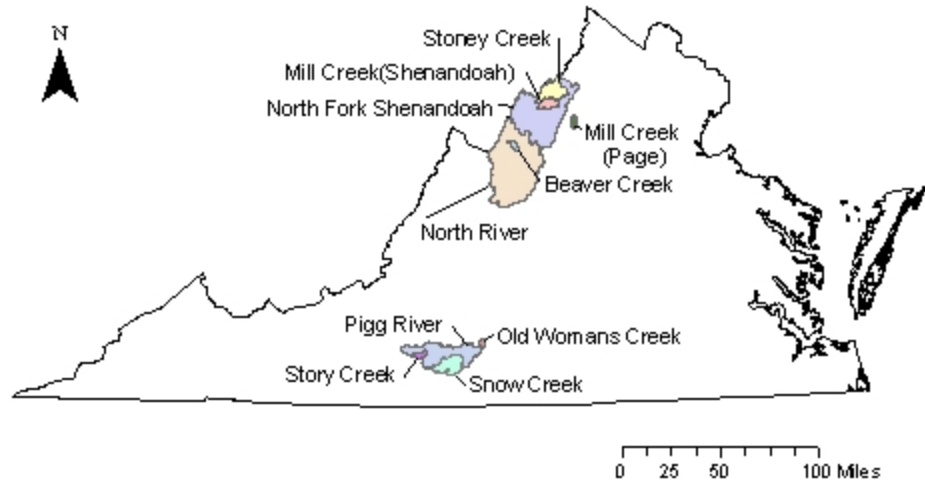 N
Stoney Creek
Mill Creek(Shenandoah)
North Fork Shenandoah
Mill Creek
(Page)
Beaver Creek
North River
Pigg River
Old Womans Creek
Story Creek
Snow Creek
0 25 50 100 Miles